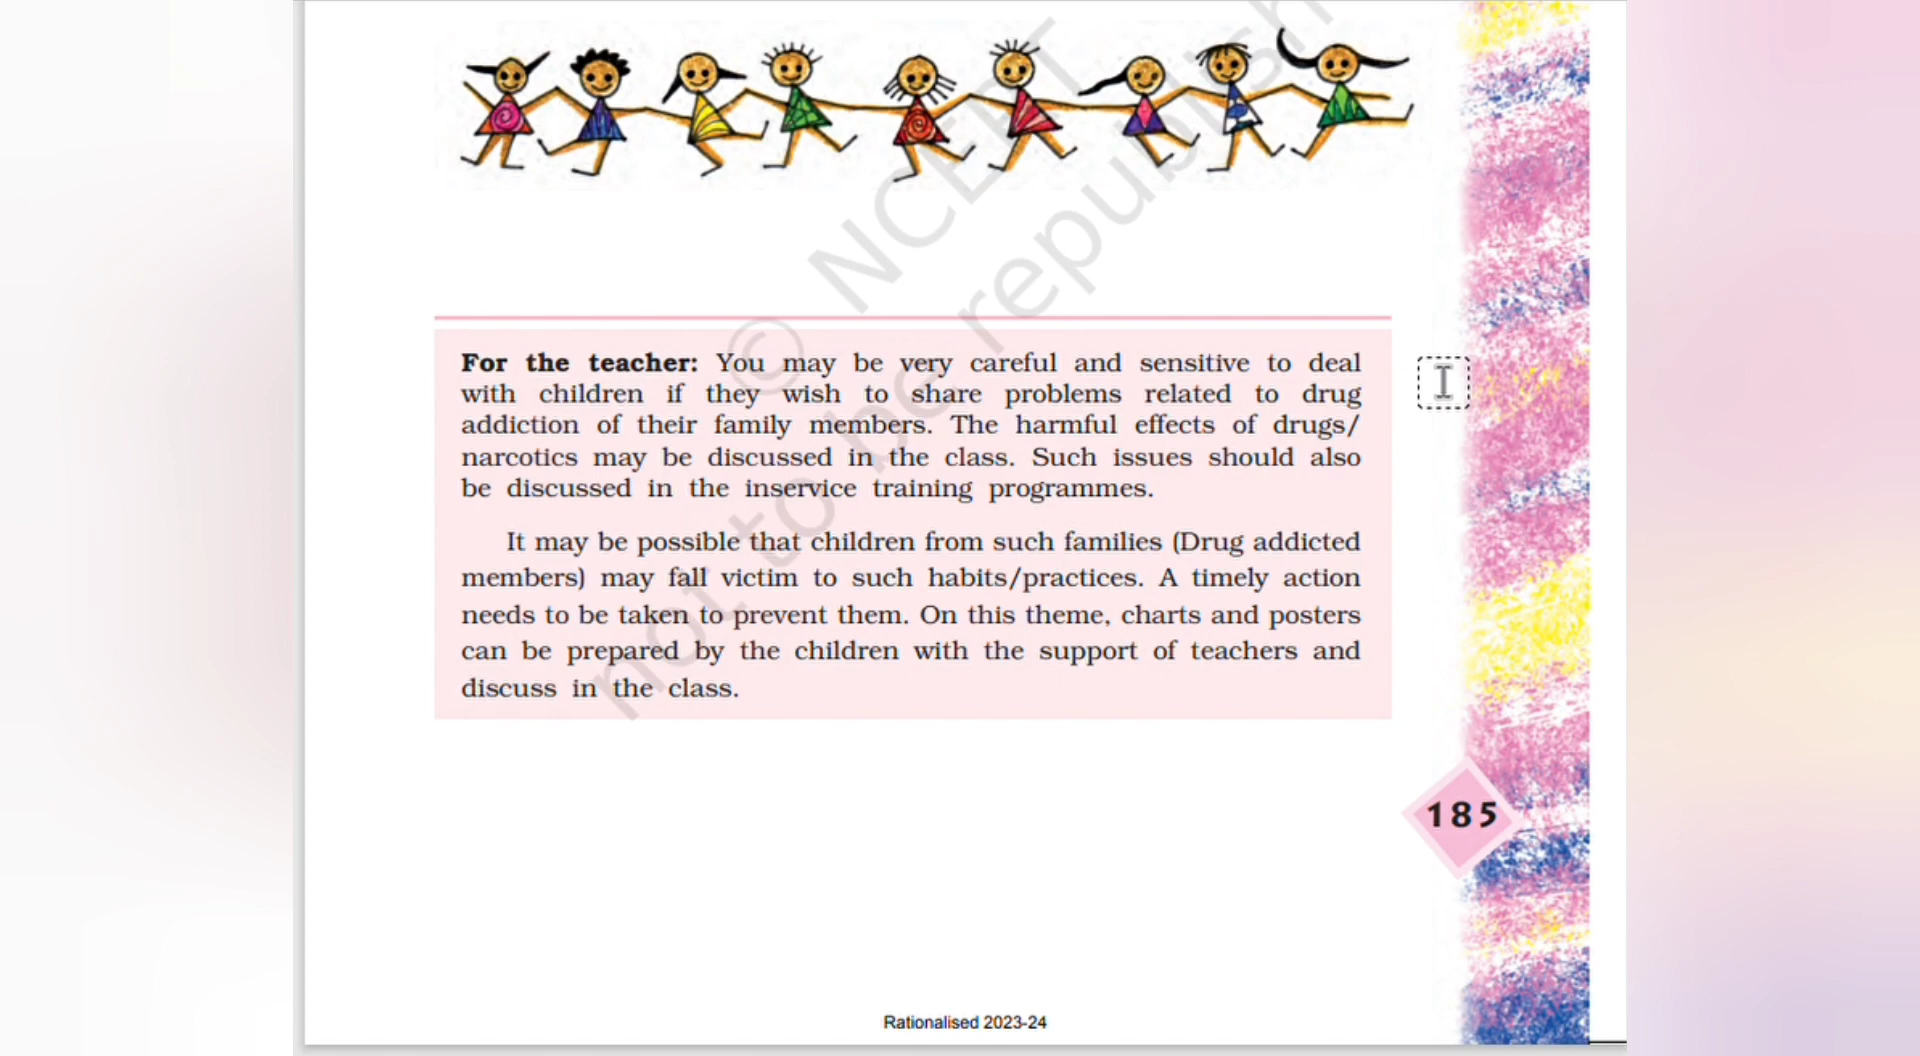 © NCERT
not to be republish
For the teacher: You may be very careful and sensitive to deal
with children if they wish to share problems related to drug
addiction of their family members. The harmful effects of drugs/
narcotics may be discussed in the class. Such issues should also
be discussed in the inservice training programmes.
It may be possible that children from such families (Drug addicted
members) may fall victim to such habits/practices. A timely action
needs to be taken to prevent them. On this theme, charts and posters
can be prepared by the children with the support of teachers and
discuss in the class.
185
Rationalised 2023-24